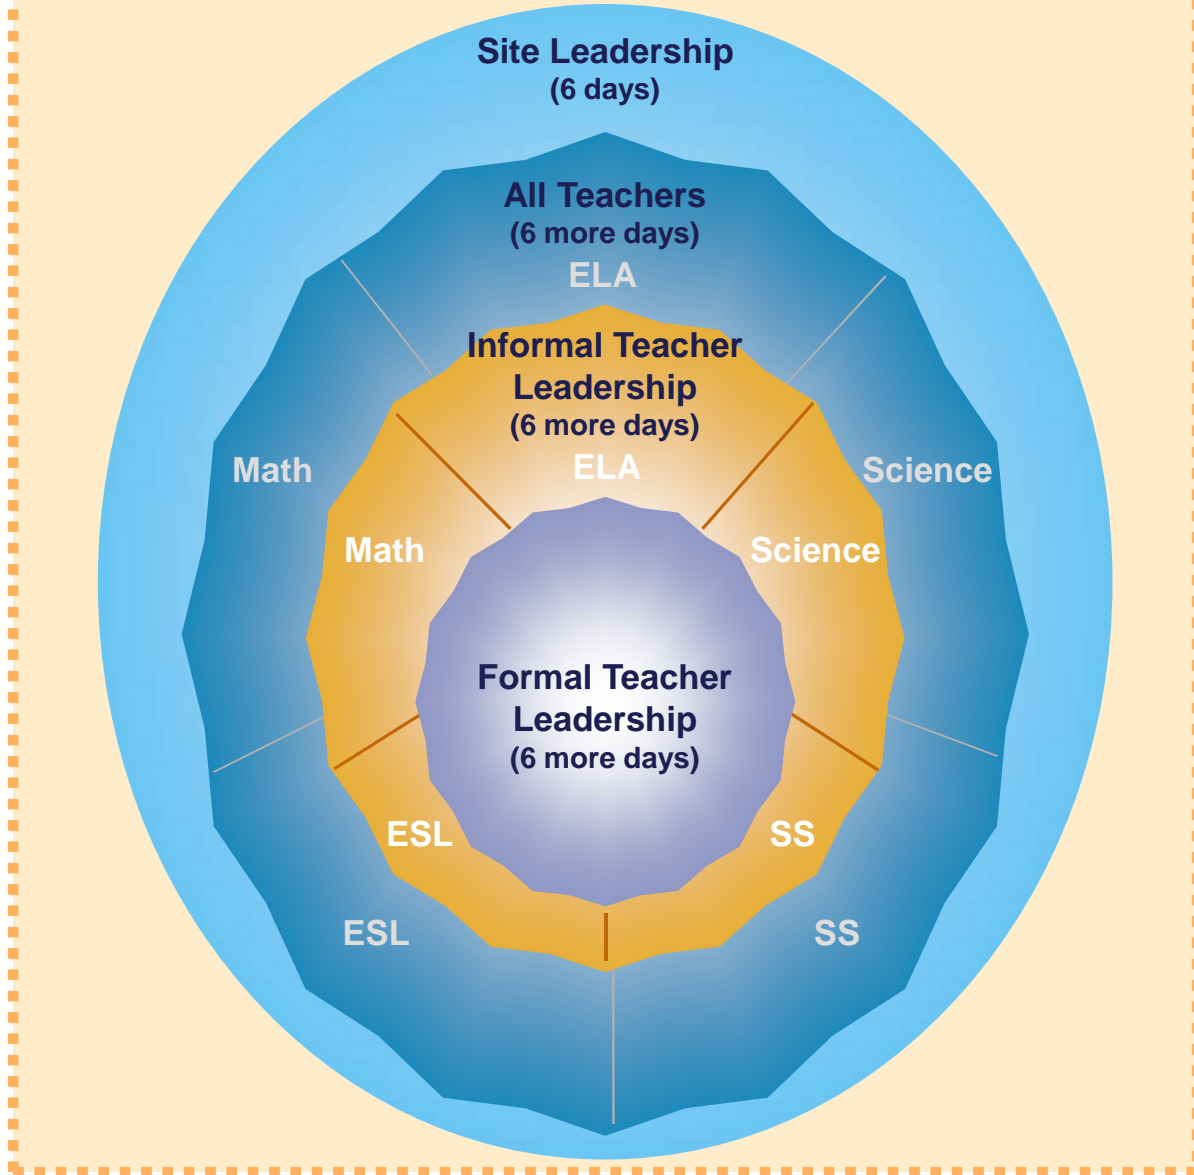 Site Leadership
(6 days)
All Teachers
(6 more days)
ELA
Informal Teacher
Leadership
(6 more days)
ELA
Math
Science
Math
Science
Formal Teacher
Leadership
(6 more days)
ESL
SS
ESL
SS